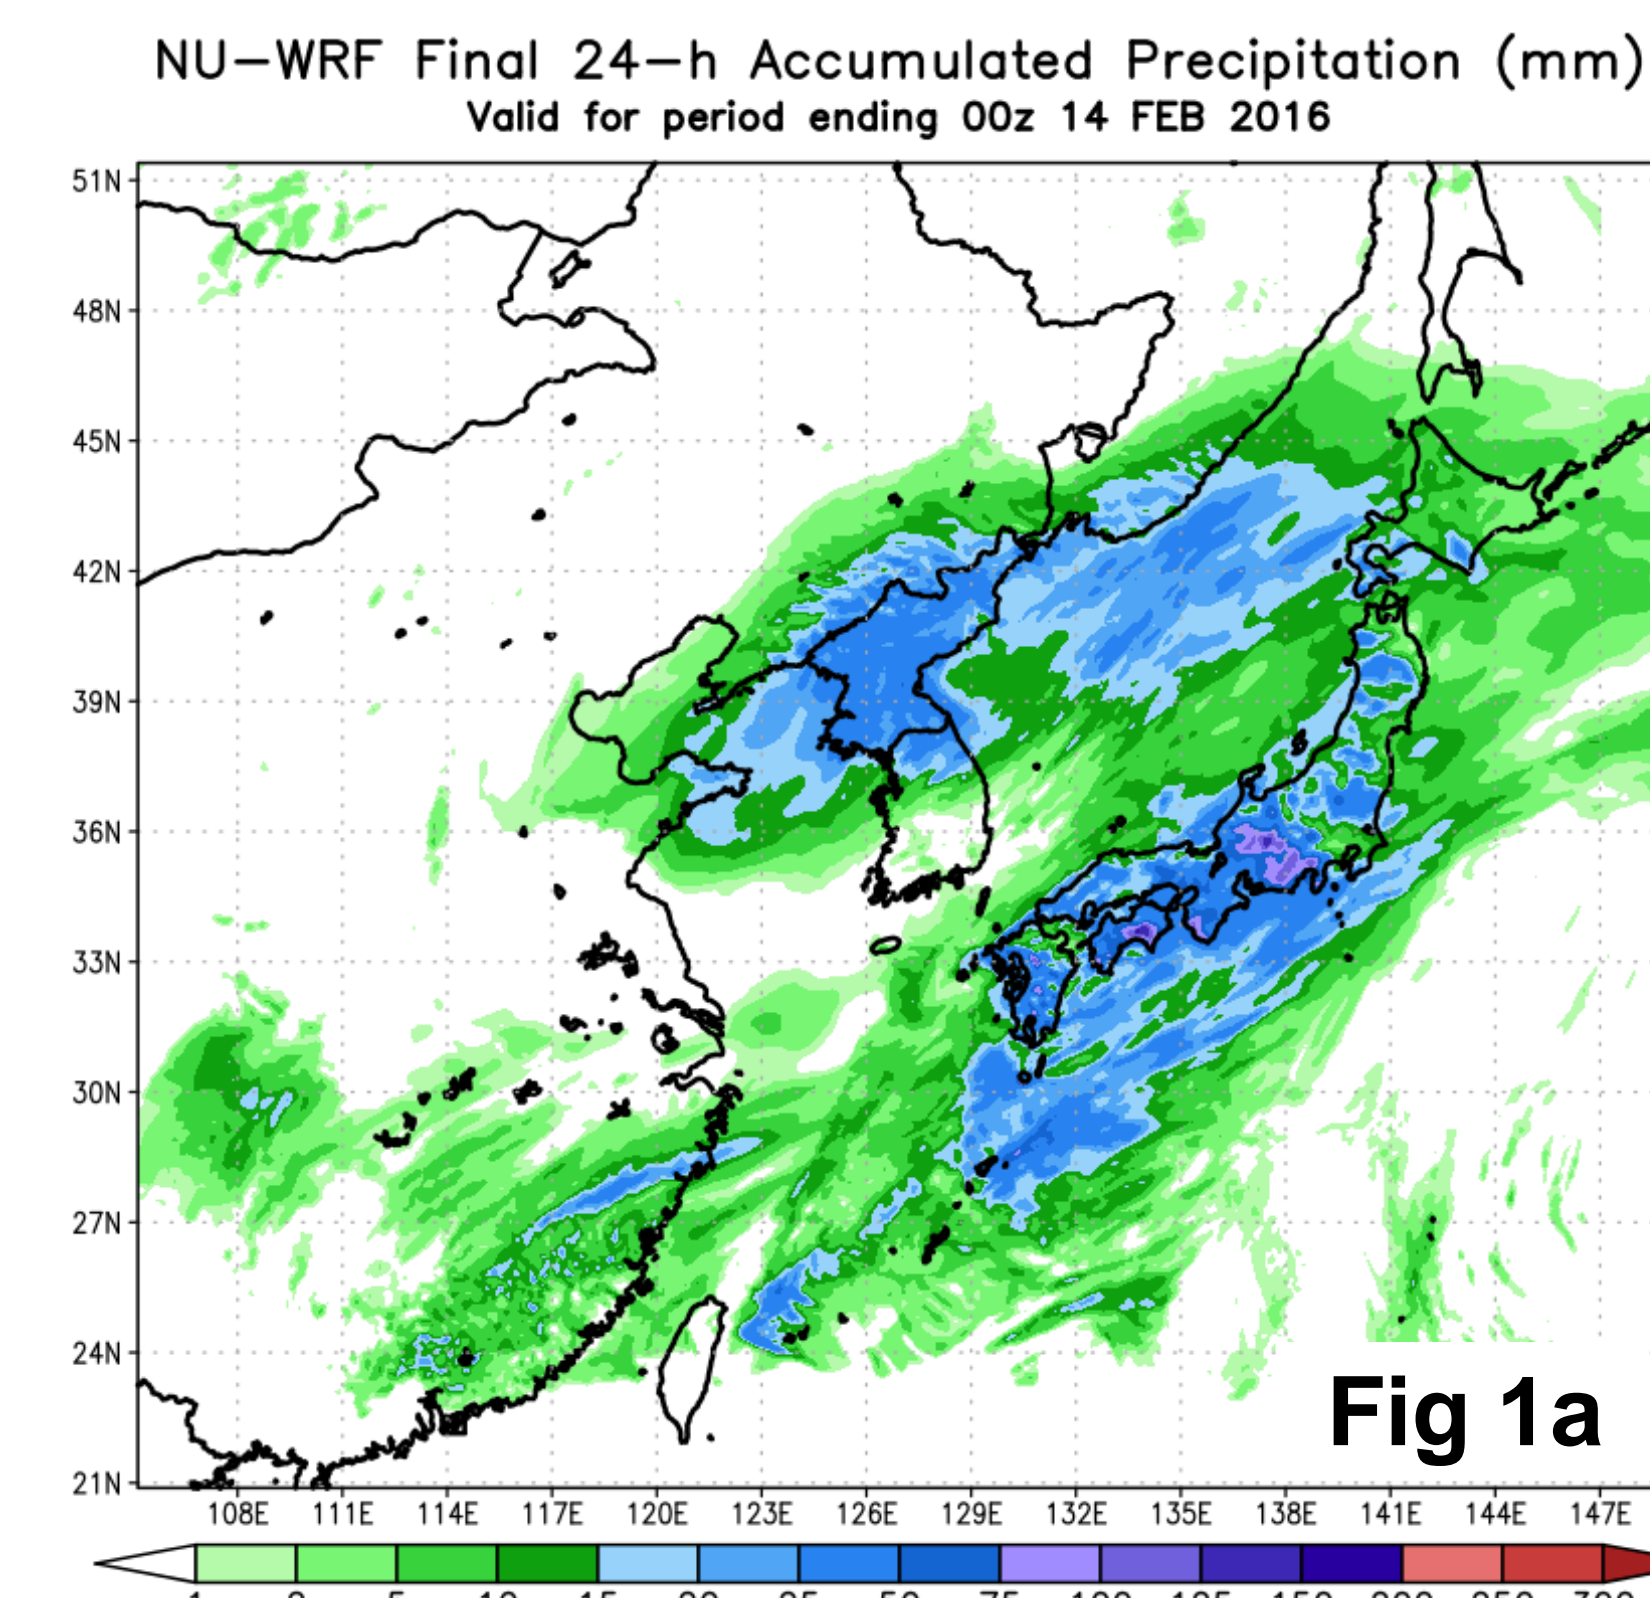 NU-WRF Final 24-h Accumulated Precipitation (mm)
Valid for period ending 00z 14 FEB 2016
51N
48N
45N
42N
39N
36N
33N
30N
27N
24N
21N
Fig 1a
108E 111E 114E 117E 120E 123E 126E 129E 132E 135E 138E 141E 144E 147E